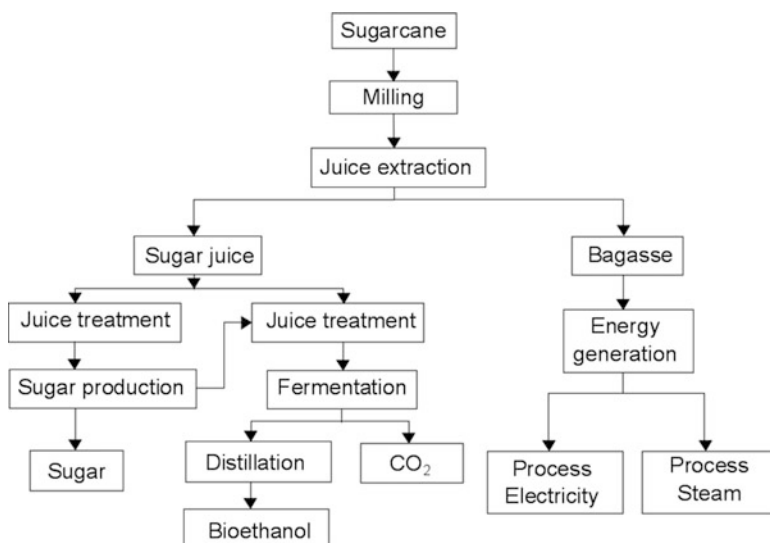 Sugarcane
Milling
Juice extraction
Sugar juice
Bagasse
Juice treatment
Juice treatment
Energy
generation
Sugar production
Fermentation
Sugar
Distillation
CO₂
Process
Electricity
Process
Steam
Bioethanol